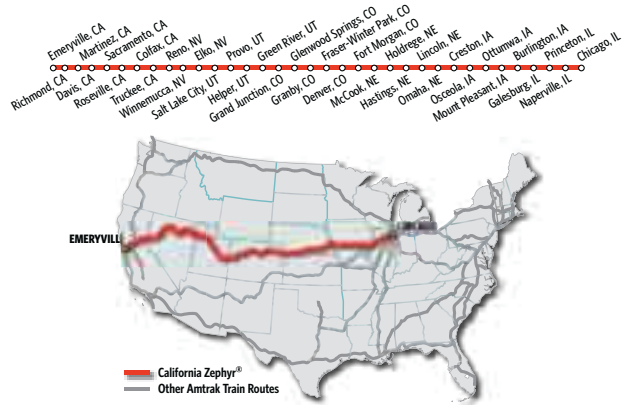 Emeryville, CA
Richmond, CA
Martinez, CA
Davis, CA
Sacramento, CA
Roseville, CA
Colfax, CA
Truckee, CA
Reno, NV
Winnemucca, NV
Elko, NV
Salt Lake City, UT
Provo, UT
Helper, UT
Green River, UT
Grand Junction, CO
Glenwood Springs, CO
Granby, CO
Fraser-Winter Park, CO
Denver, CO
Fort Morgan, CO
McCook, NE
Holdrege, NE
Hastings, NE
Lincoln, NE
Omaha, NE
Creston, IA
Osceola, IA
Ottumwa, IA
Mount Pleasant, IA
Burlington, IA
Galesburg, IL
Princeton, IL
Naperville, IL
Chicago, IL
EMERYVILL
California Zephyr®
Other Amtrak Train Routes